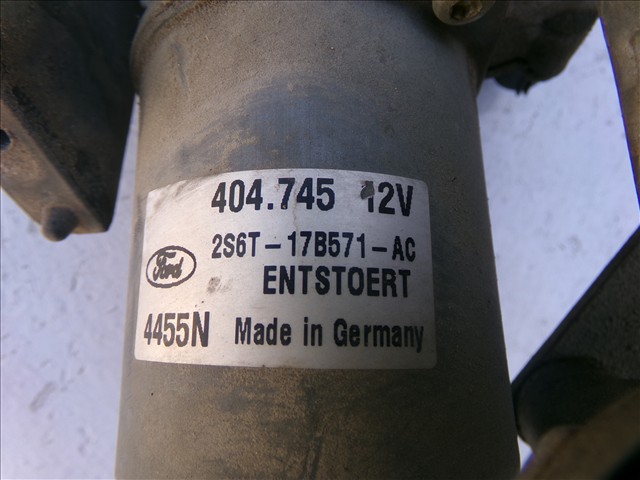 404.745 12V
Ford 2S6T-17B571-AC
ENTSTOERT
4455N Made in Germany